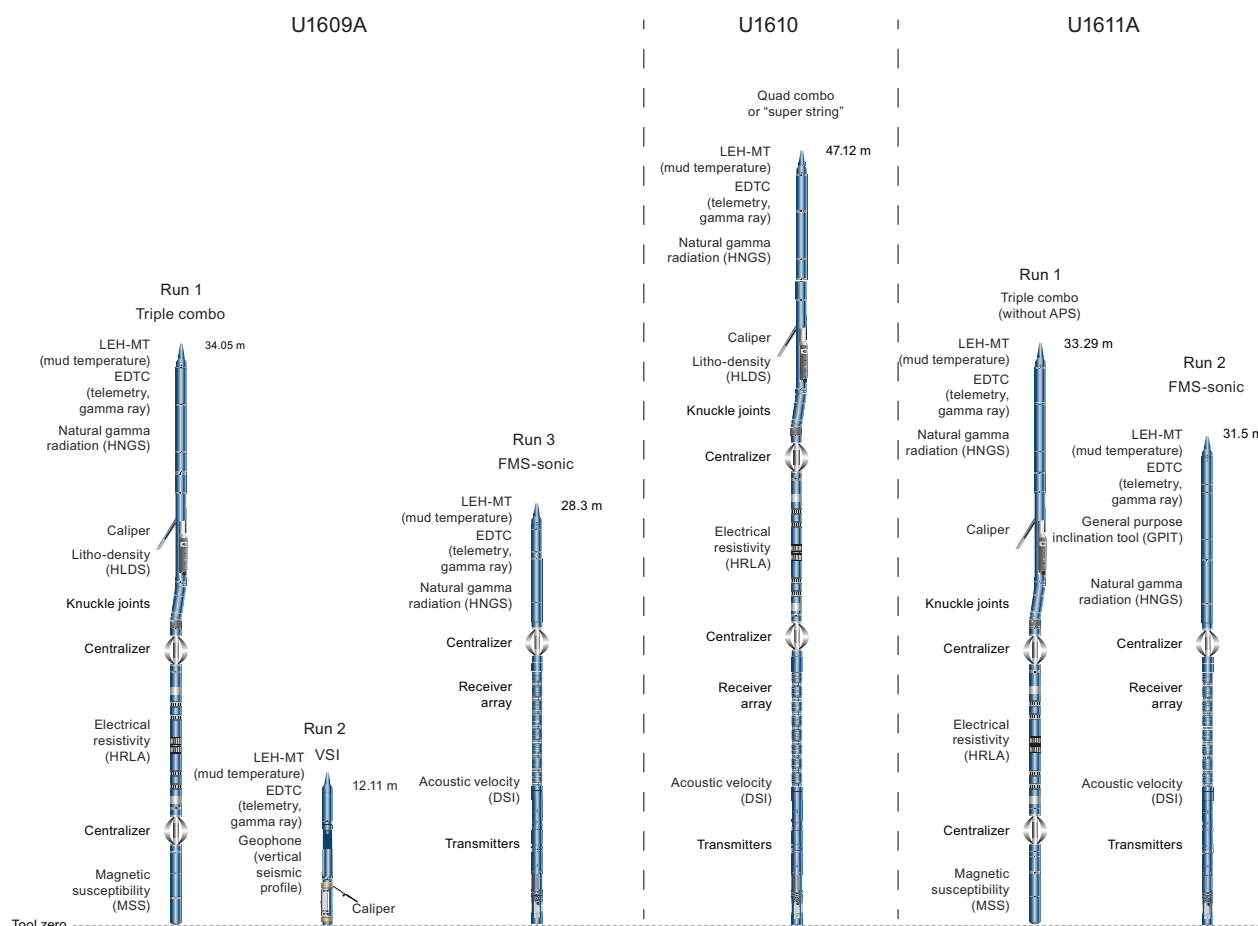 U1609A
Run 1
Triple combo
34.05 m
LEH-MT
(mud temperature)
EDTC
(telemetry,
gamma ray)
Natural gamma
radiation (HNGS)
Caliper
Litho-density
(HLDS)
Knuckle joints
Centralizer
Electrical
resistivity
(HRLA)
Centralizer
Magnetic
susceptibility
(MSS)
Tool zero
Run 2
VSI
12.11 m
LEH-MT
(mud temperature)
EDTC
(telemetry,
gamma ray)
Geophone
(vertical
seismic
profile)
Caliper
Run 3
FMS-sonic
28.3 m
LEH-MT
(mud temperature)
EDTC
(telemetry,
gamma ray)
Natural gamma
radiation (HNGS)
Centralizer
Receiver
array
Acoustic velocity
(DSI)
Transmitters
U1610
Quad combo
or “super string”
47.12 m
LEH-MT
(mud temperature)
EDTC
(telemetry,
gamma ray)
Natural gamma
radiation (HNGS)
Caliper
Litho-density
(HLDS)
Knuckle joints
Centralizer
Electrical
resistivity
(HRLA)
Centralizer
Receiver
array
Acoustic velocity
(DSI)
Transmitters
U1611A
Run 1
Triple combo
(without APS)
33.29 m
LEH-MT
(mud temperature)
EDTC
(telemetry,
gamma ray)
Natural gamma
radiation (HNGS)
Caliper
Knuckle joints
Centralizer
Electrical
resistivity
(HRLA)
Centralizer
Magnetic
susceptibility
(MSS)
Run 2
FMS-sonic
31.5 m
LEH-MT
(mud temperature)
EDTC
(telemetry,
gamma ray)
General purpose
inclination tool (GPIT)
Natural gamma
radiation (HNGS)
Centralizer
Receiver
array
Acoustic velocity
(DSI)
Transmitters